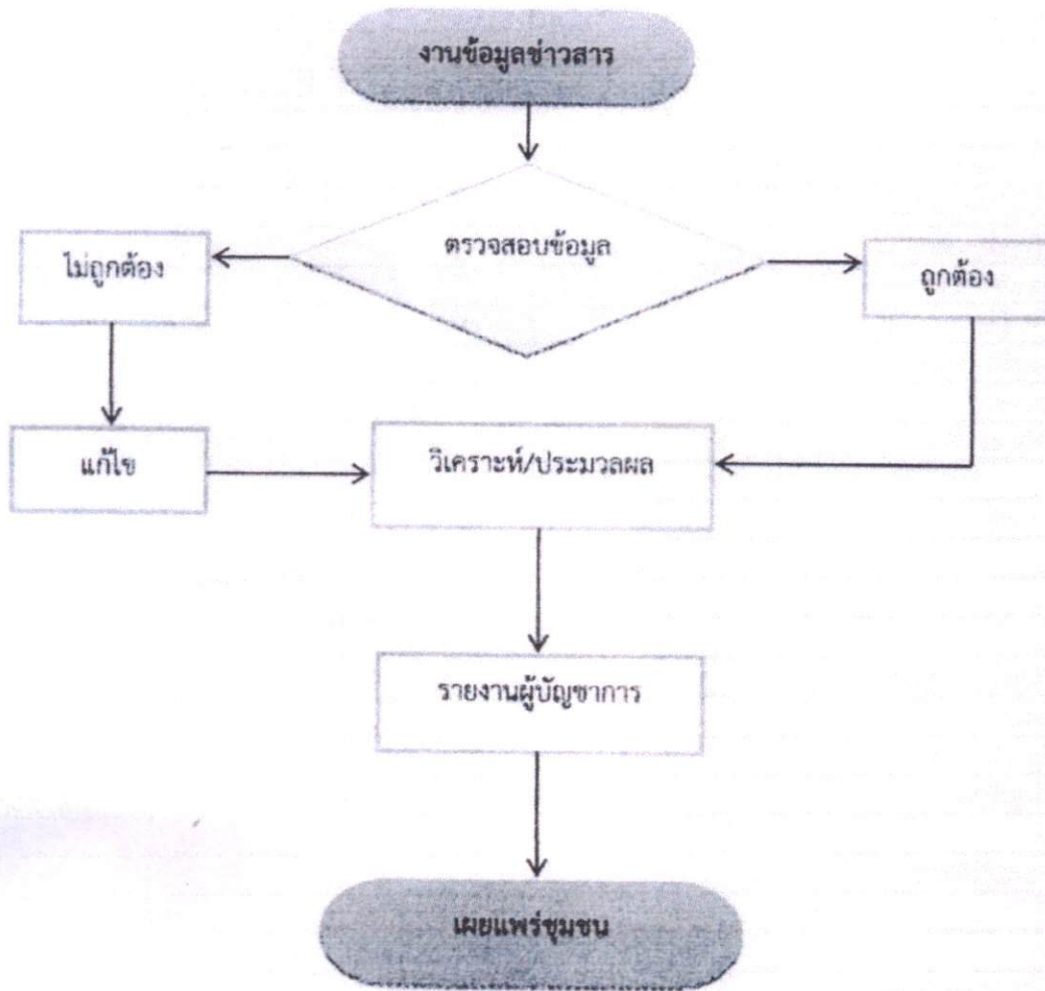 งานข้อมูลข่าวสาร
ตรวจสอบข้อมูล
ไม่ถูกต้อง
ถูกต้อง
แก้ไข
วิเคราะห์/ประมวลผล
รายงานผู้บัญชาการ
เผยแพร่ชุมชน